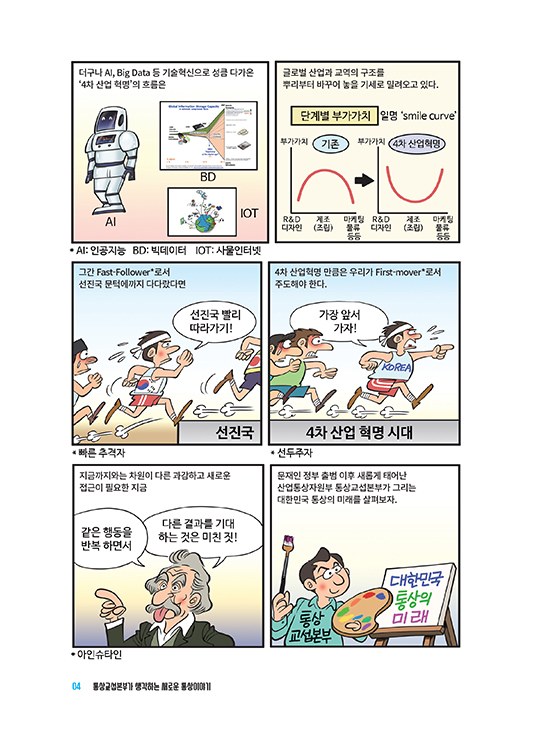 더구나 AI, Big Data 등 기술혁신으로 성큼 다가온
'4차 산업 혁명'의 흐름은
Global Information Storage Capacity
BD
IOT
AI
* AI: 인공지능 BD: 빅데이터 IOT: 사물인터넷
글로벌 산업과 교역의 구조를
뿌리부터 바꾸어 놓을 기세로 밀려오고 있다.
단계별 부가가치 일명 'smile curve'
부가가치 기존 부가가치 4차 산업혁명
R&D 제조 마케팅 R&D 제조 마케팅
디자인 (조립) 물류 디자인 (조립) 물류
등등 등등
그간 Fast-Follower*로서
선진국 문턱에까지 다다랐다면
선진국 빨리
따라가기!
선진국
* 빠른 추격자
4차 산업혁명 만큼은 우리가 First-mover*로서
주도해야 한다.
가장 앞서
가자!
KOREA
4차 산업 혁명 시대
* 선두주자
지금까지와는 차원이 다른 과감하고 새로운
접근이 필요한 지금
같은 행동을
반복 하면서
다른 결과를 기대
하는 것은 미친 짓!
* 아인슈타인
문재인 정부 출범 이후 새롭게 태어난
산업통상자원부 통상교섭본부가 그리는
대한민국 통상의 미래를 살펴보자.
대한민국
통상의
미래
통상
교섭본부
04 통상교섭본부가 생각하는 새로운 통상이야기